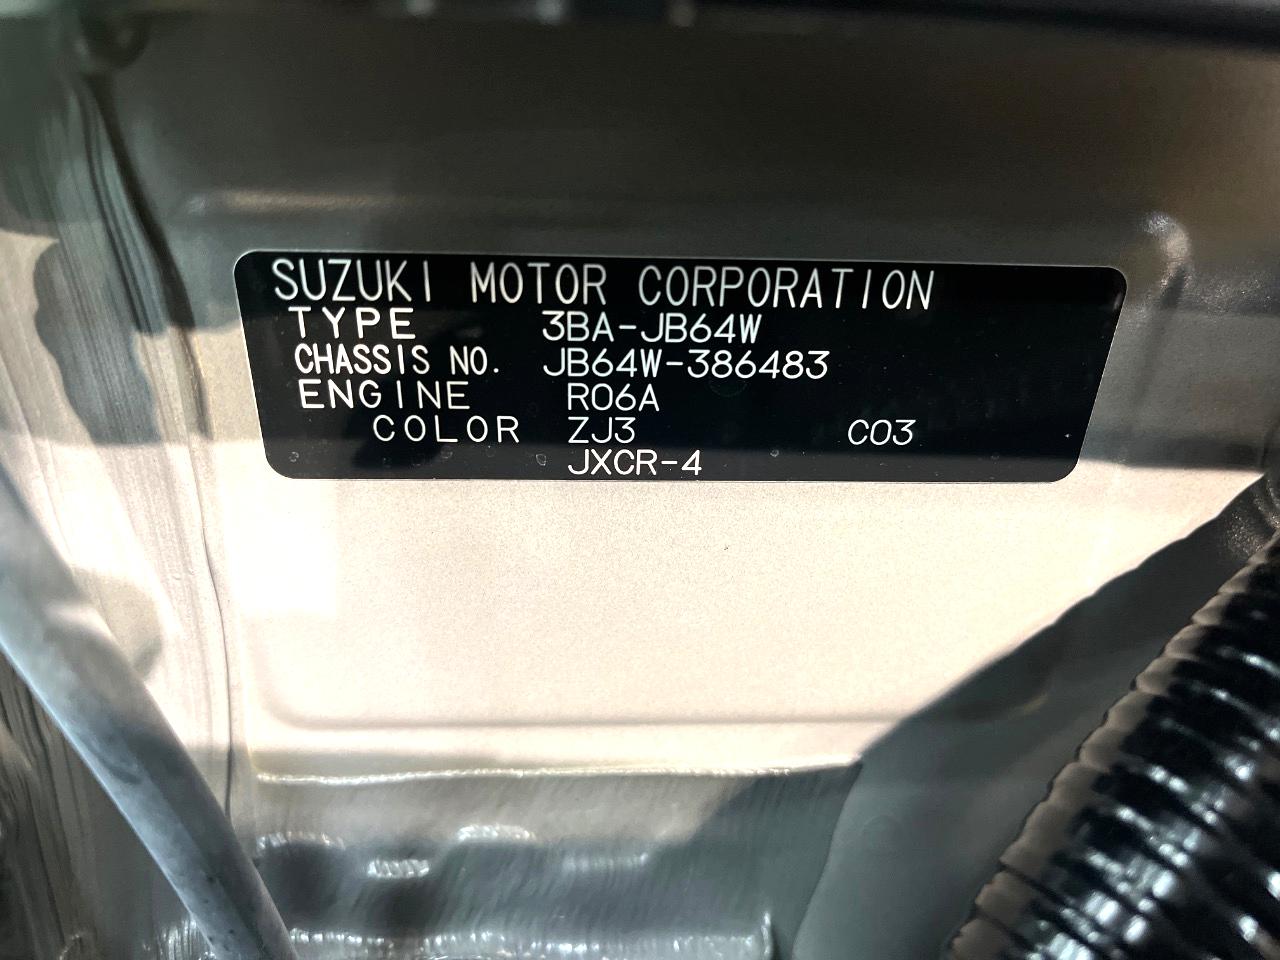 SUZUKI MOTOR CORPORATION
TYPE 3BA-JB64W
CHASSIS NO. JB64W-386483
ENGINE R06A
COLOR ZJ3 C03
JXCR-4